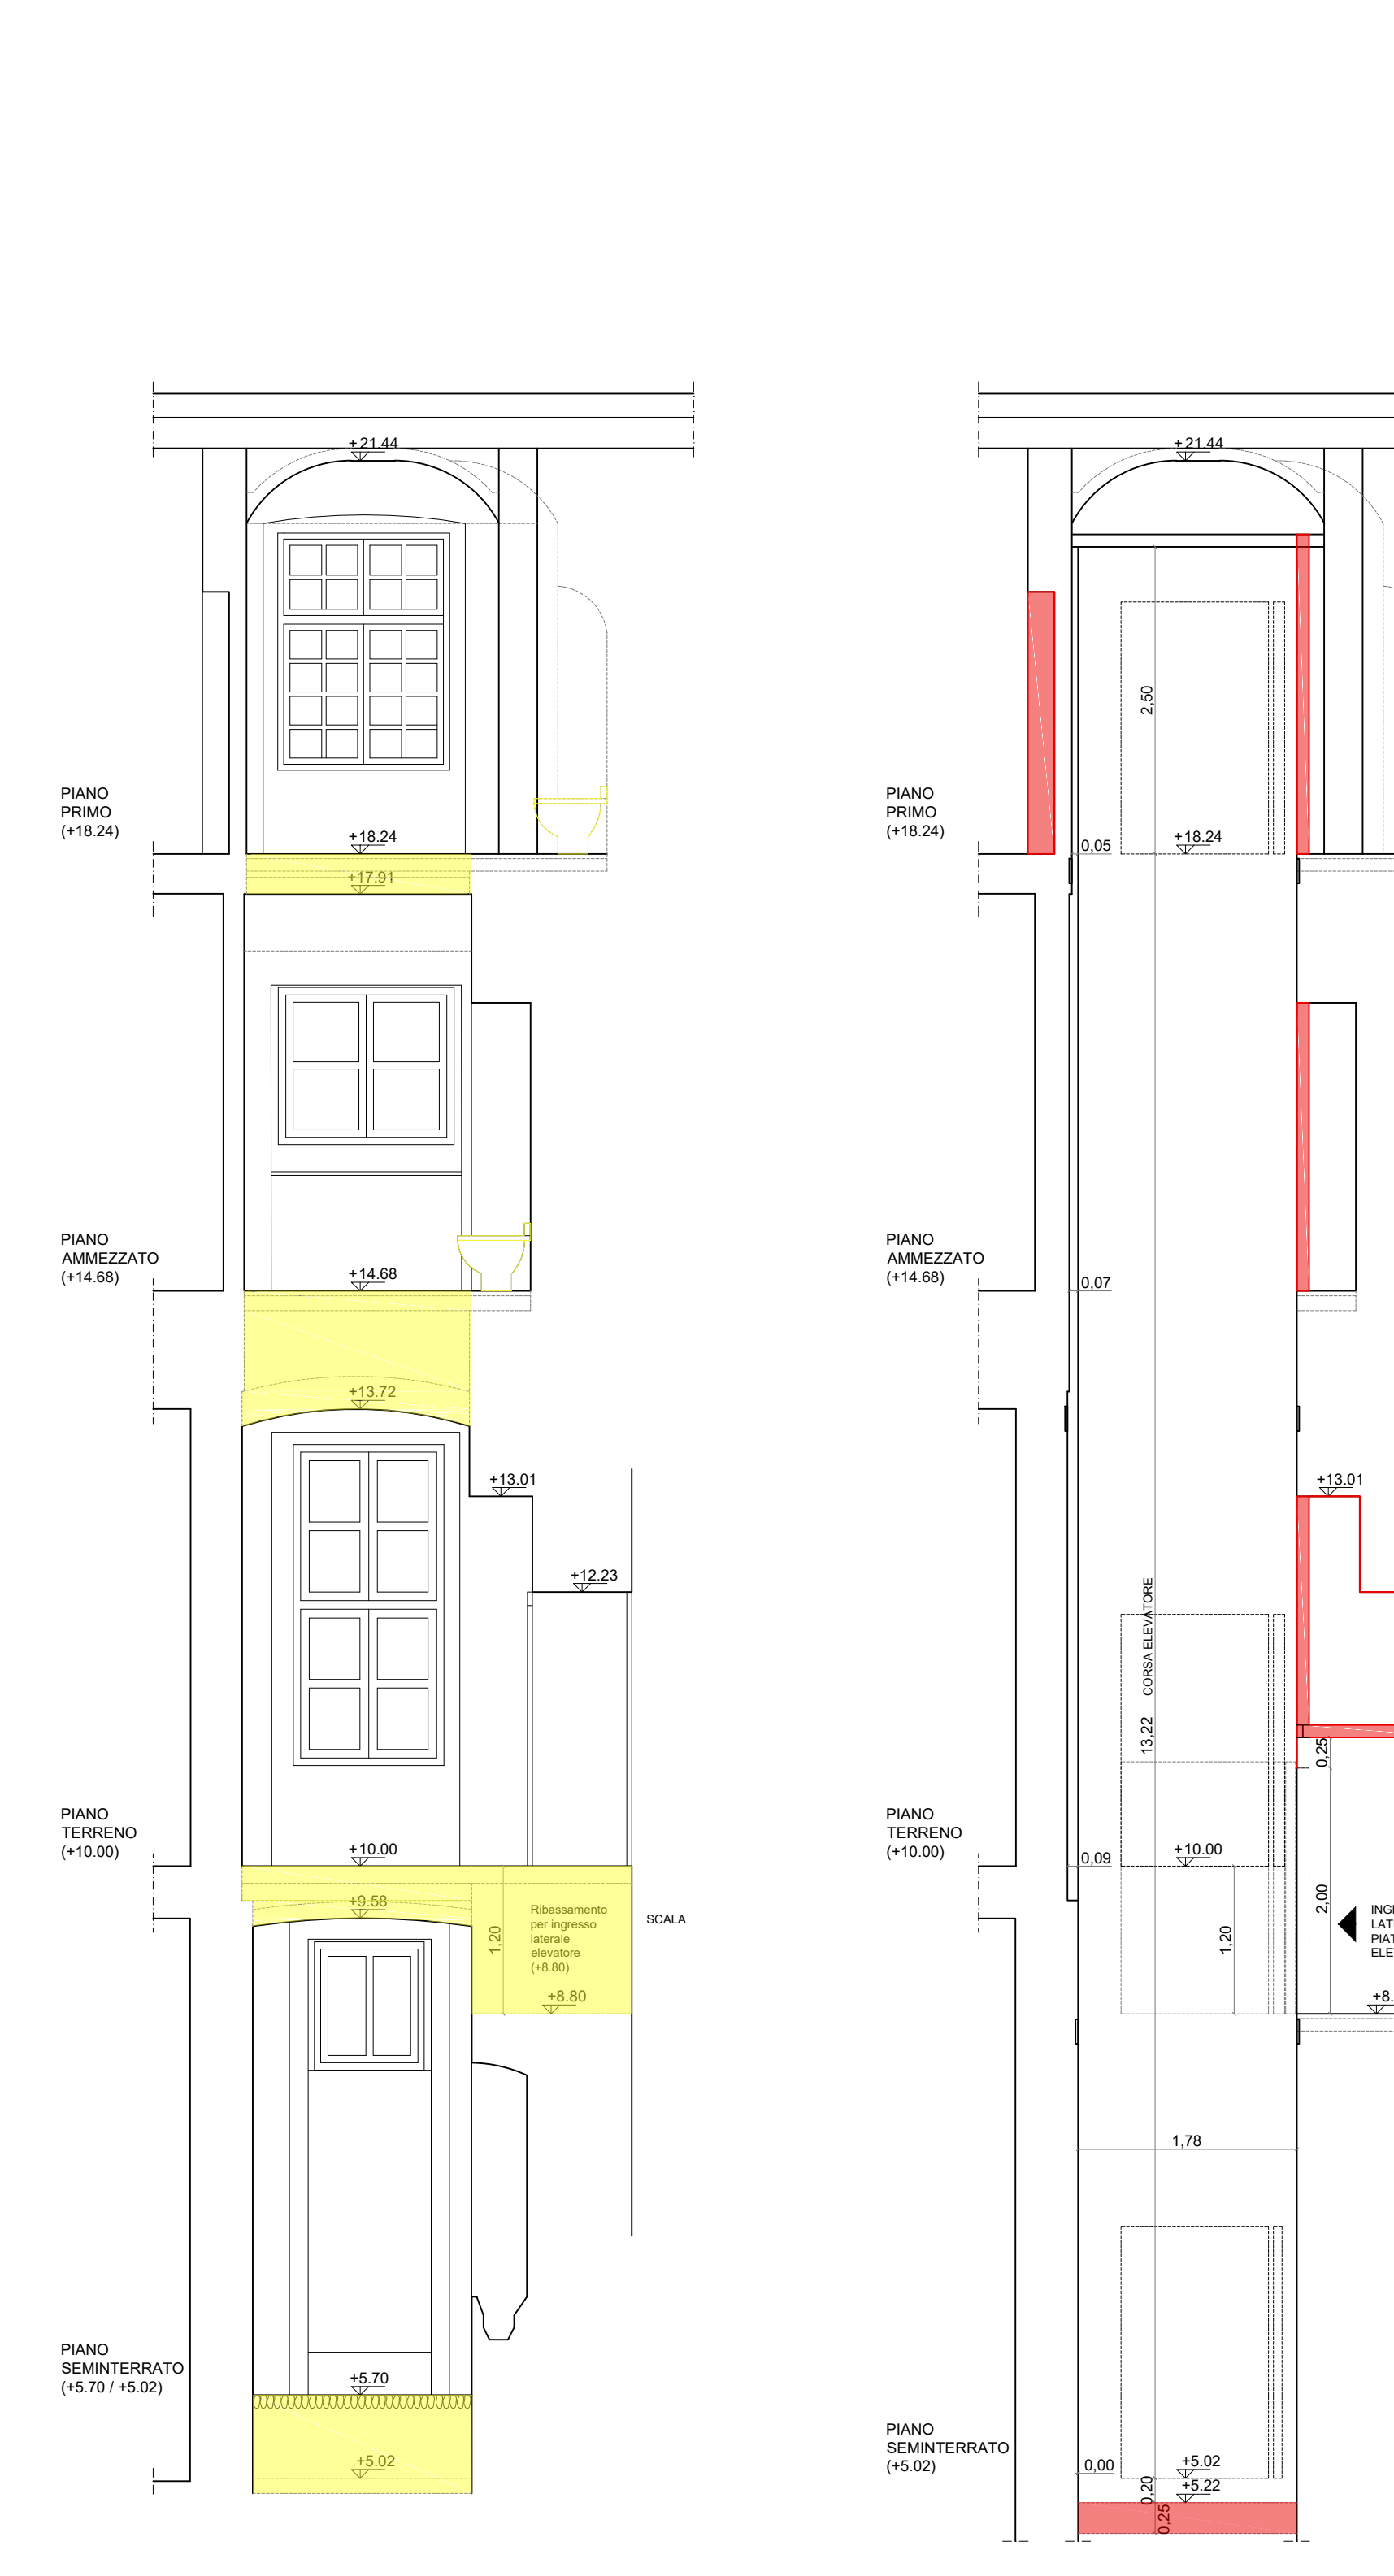 +21.44
PIANO
PRIMO
(+18.24)
+18.24
+17.91
PIANO
AMMEZZATO
(+14.68)
+14.68
+13.72
+13.01
+12.23
PIANO
TERRENO
(+10.00)
+10.00
+9.58
1,20
Ribassamento
per ingresso
laterale
elevatore
(+8.80)
+8.80
SCALA
PIANO
SEMINTERRATO
(+5.70 / +5.02)
+5.70
+5.02
+21.44
2,50
PIANO
PRIMO
(+18.24)
0,05
+18.24
PIANO
AMMEZZATO
(+14.68)
0,07
+13.01
13,22 CORSA ELEVATORE
0,25
PIANO
TERRENO
(+10.00)
0,09
+10.00
1,20
2,00
INGR
LAT
PIAT
ELE
+8.
1,78
PIANO
SEMINTERRATO
(+5.02)
0,00
+5.02
0,20
+5.22
0,25